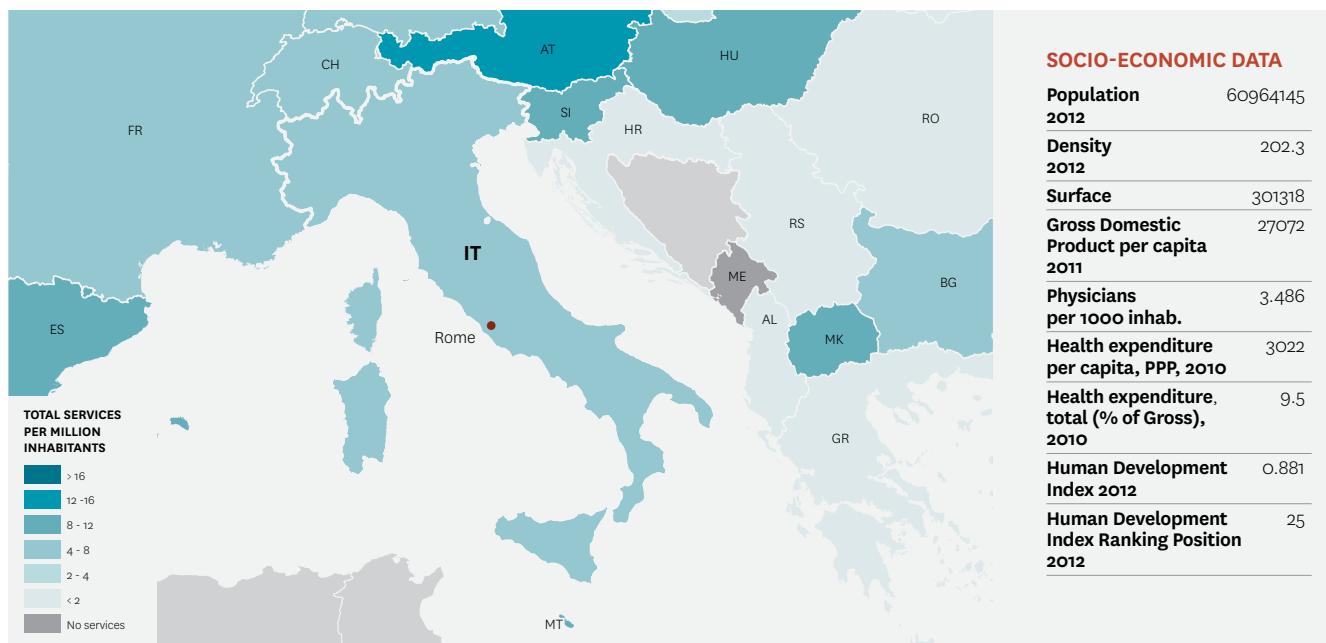 AT
HU
CH
SI
HR
RO
FR
RS
IT
ME
BG
AL
ES
MK
Rome
GR
MT
TOTAL SERVICES
PER MILLION
INHABITANTS
> 16
12 -16
8 - 12
4 - 8
2 - 4
< 2
No services
SOCIO-ECONOMIC DATA
Population 60964145
2012
Density 202.3
2012
Surface 301318
Gross Domestic 27072
Product per capita
2011
Physicians 3.486
per 1000 inhab.
Health expenditure 3022
per capita, PPP, 2010
Health expenditure, 9.5
total (% of Gross),
2010
Human Development 0.881
Index 2012
Human Development 25
Index Ranking Position
2012